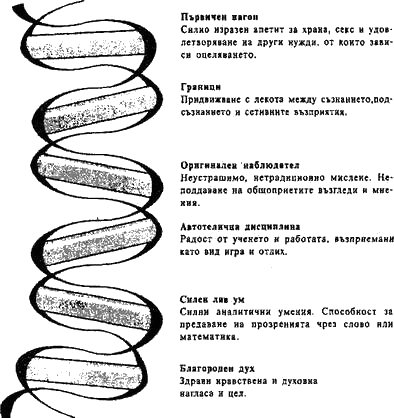 Първичен нагон
Силно изразен апетит за храна, секс и удов-
летворяване на други нужди, от които зави-
си оцеляването.
Граници
Придвижване с лекота между съзнанието,под-
съзнанието и сетивните възприятия.
Оригинален наблюдател
Неустрашимо, нетрадиционно мислене. Не-
поддаване на общоприетите възгледи и мне-
ния.
Автотелична дисциплина
Радост от ученето и работата, възприемани
като вид игра и отдих.
Силен ляв ум
Силни аналитични умения. Способност за
предаване на прозренията чрез слово или
математика.
Благороден дух
Здрави нравствена и духовна
нагласа и цел.